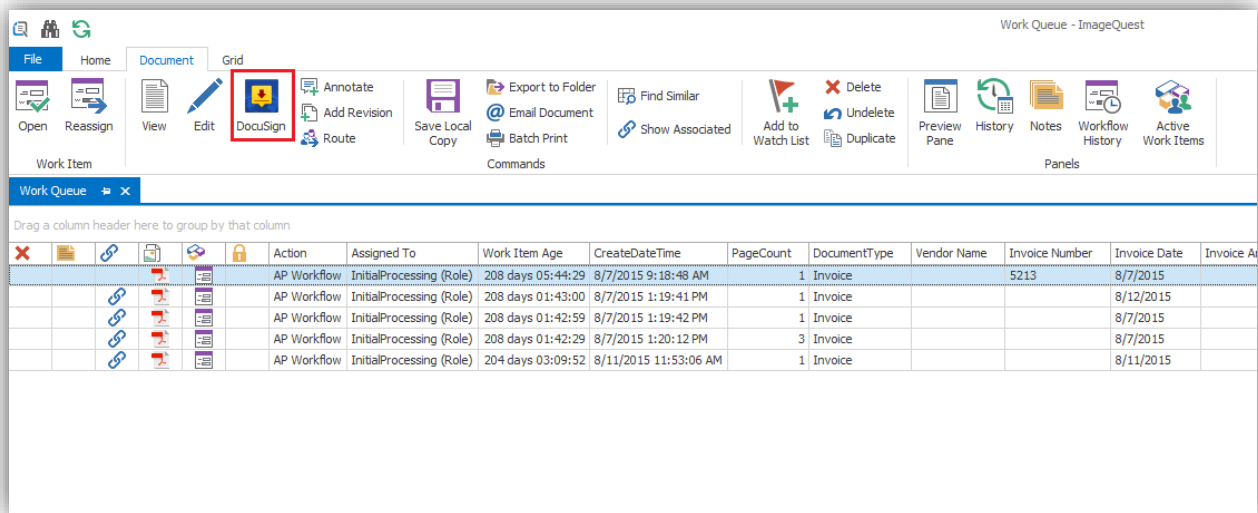 Work Queue - ImageQuest
File Home Document Grid
Open Reassign View Edit DocuSign Annotate Add Revision Route Save Local Copy Export to Folder Email Document Batch Print Find Similar Show Associated Add to Watch List Delete Undelete Duplicate Preview Pane History Notes Workflow History Active Work Items
Work Item Commands Panels
Work Queue
Drag a column header here to group by that column
Action Assigned To Work Item Age CreateDateTime PageCount DocumentType Vendor Name Invoice Number Invoice Date Invoice A
AP Workflow InitialProcessing (Role) 208 days 05:44:29 8/7/2015 9:18:48 AM 1 Invoice 5213 8/7/2015
AP Workflow InitialProcessing (Role) 208 days 01:43:00 8/7/2015 1:19:41 PM 1 Invoice 8/12/2015
AP Workflow InitialProcessing (Role) 208 days 01:42:59 8/7/2015 1:19:42 PM 1 Invoice 8/7/2015
AP Workflow InitialProcessing (Role) 208 days 01:42:29 8/7/2015 1:20:12 PM 3 Invoice 8/7/2015
AP Workflow InitialProcessing (Role) 204 days 03:09:52 8/11/2015 11:53:06 AM 1 Invoice 8/11/2015